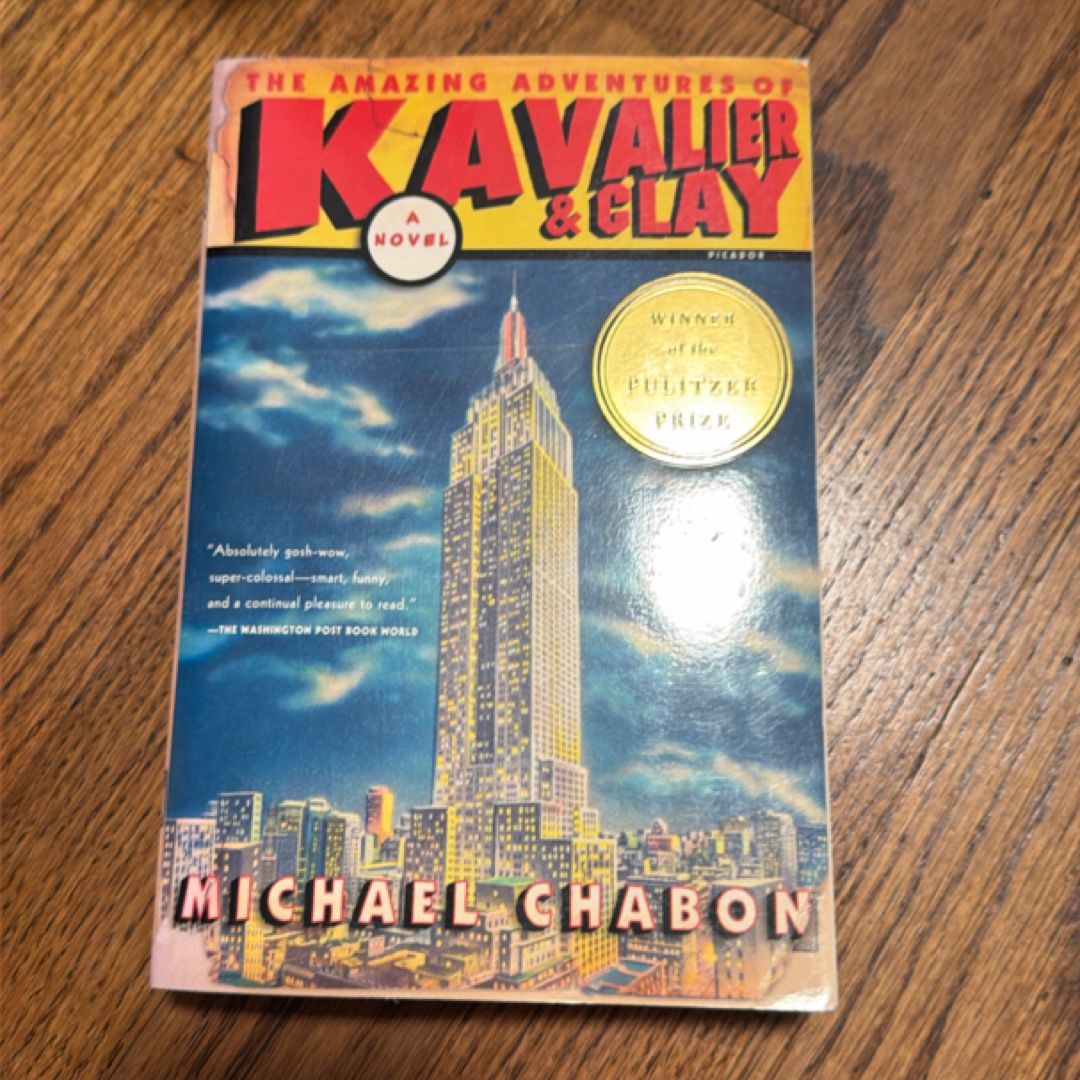 THE AMAZING ADVENTURES OF
KAVALIER
& CLAY
A
NOVEL
PICADOR
WINNER
of the
PULITZER
PRIZE
"Absolutely gosh-wow,
super-colossal—smart, funny,
and a continual pleasure to read."
—THE WASHINGTON POST BOOK WORLD
MICHAEL CHABON